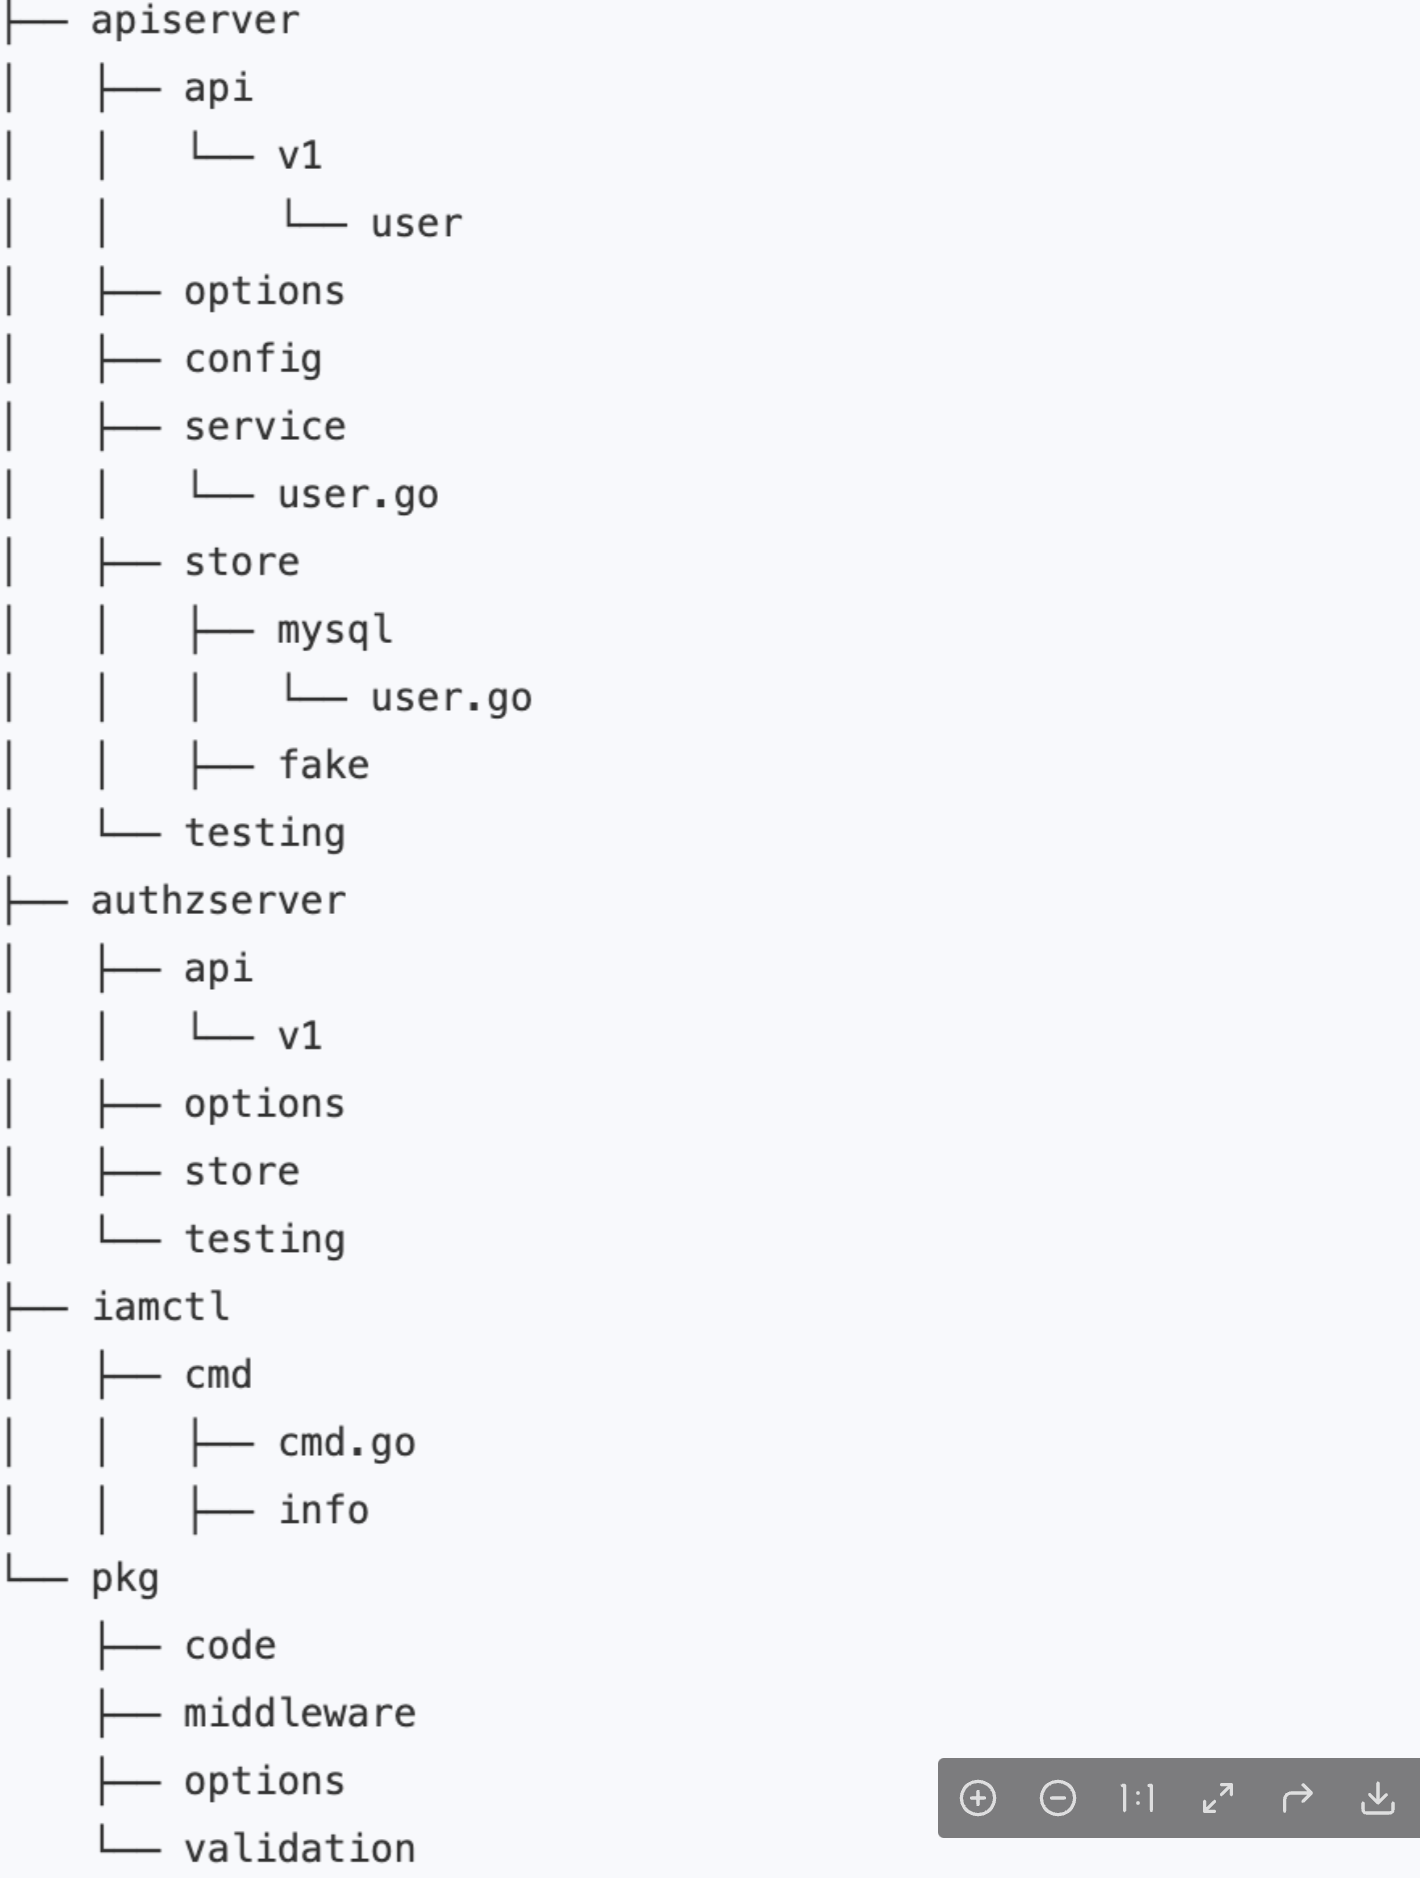 ├── apiserver
│   ├── api
│   │   └── v1
│   │       └── user
│   ├── options
│   ├── config
│   ├── service
│   │   └── user.go
│   ├── store
│   │   ├── mysql
│   │   │   └── user.go
│   │   ├── fake
│   └── testing
├── authzserver
│   ├── api
│   │   └── v1
│   ├── options
│   ├── store
│   └── testing
├── iamctl
│   ├── cmd
│   │   ├── cmd.go
│   │   ├── info
└── pkg
    ├── code
    ├── middleware
    ├── options
    └── validation
1:1